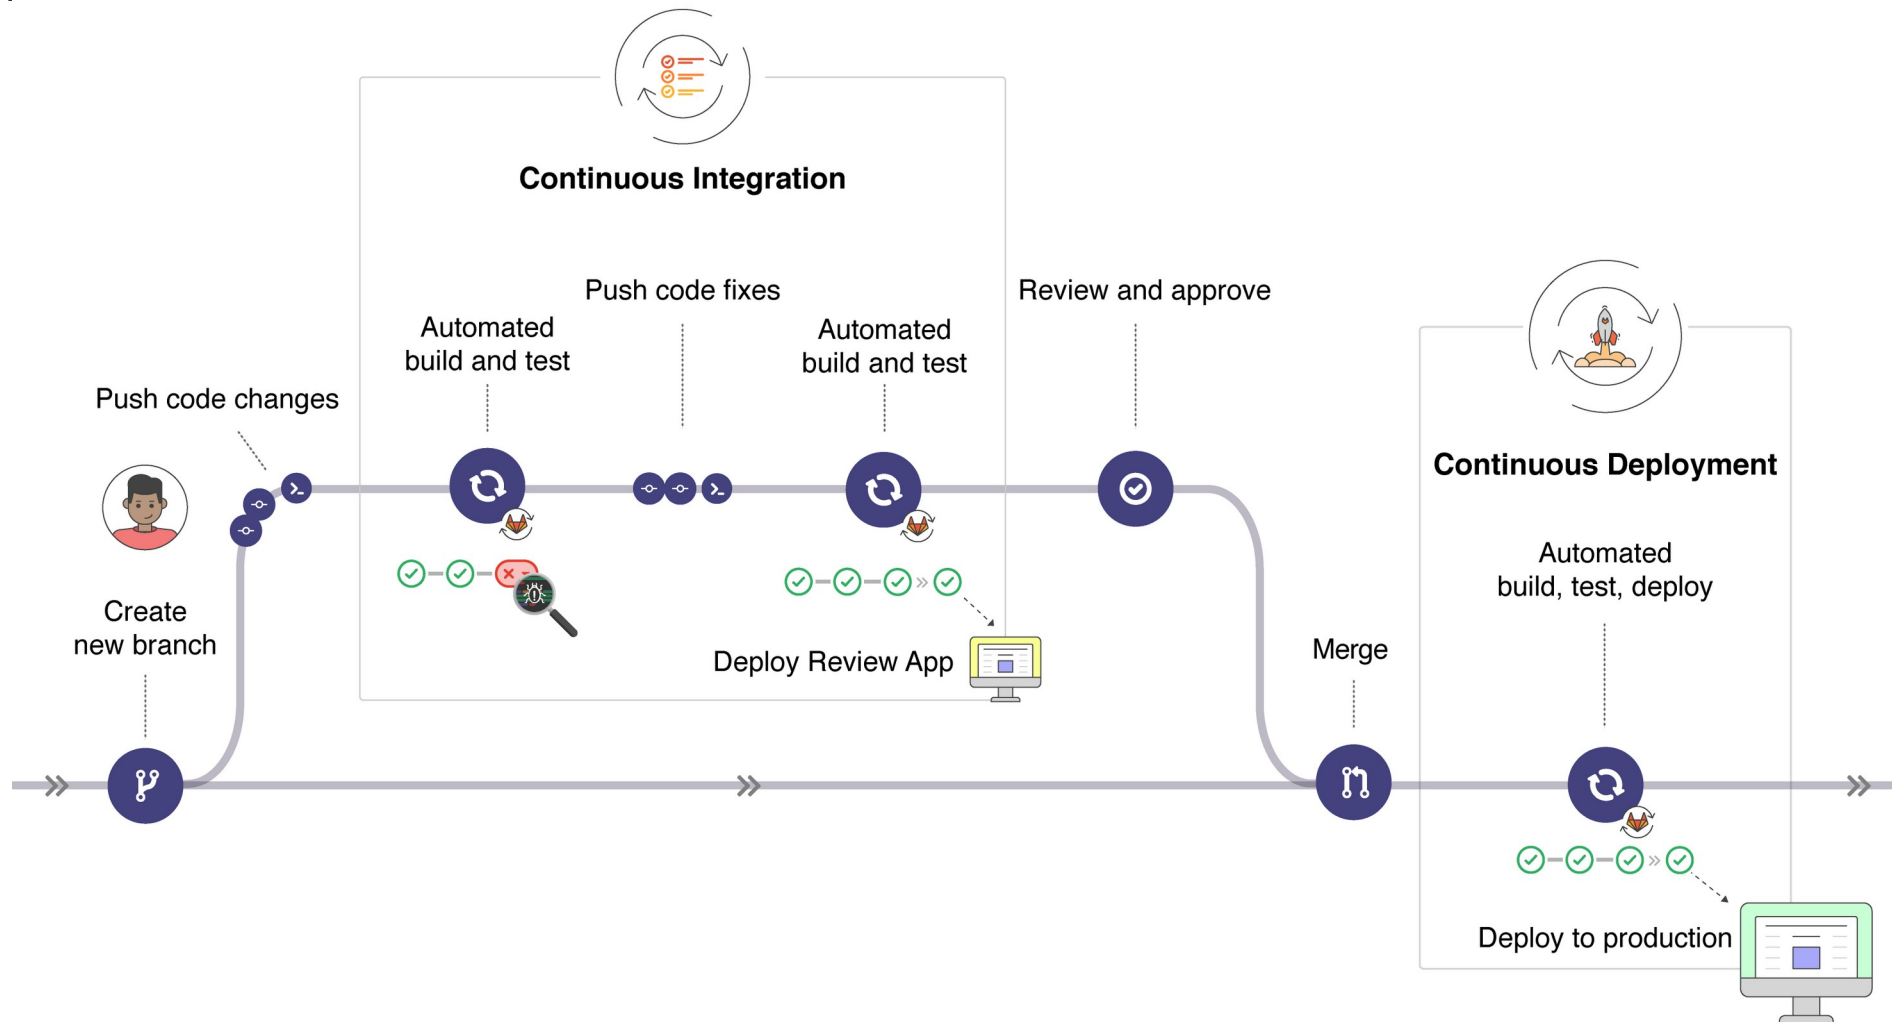 Continuous Integration
Push code fixes
Review and approve
Automated
build and test
Automated
build and test
Push code changes
Continuous Deployment
Automated
build, test, deploy
Create
new branch
Merge
Deploy Review App
Deploy to production